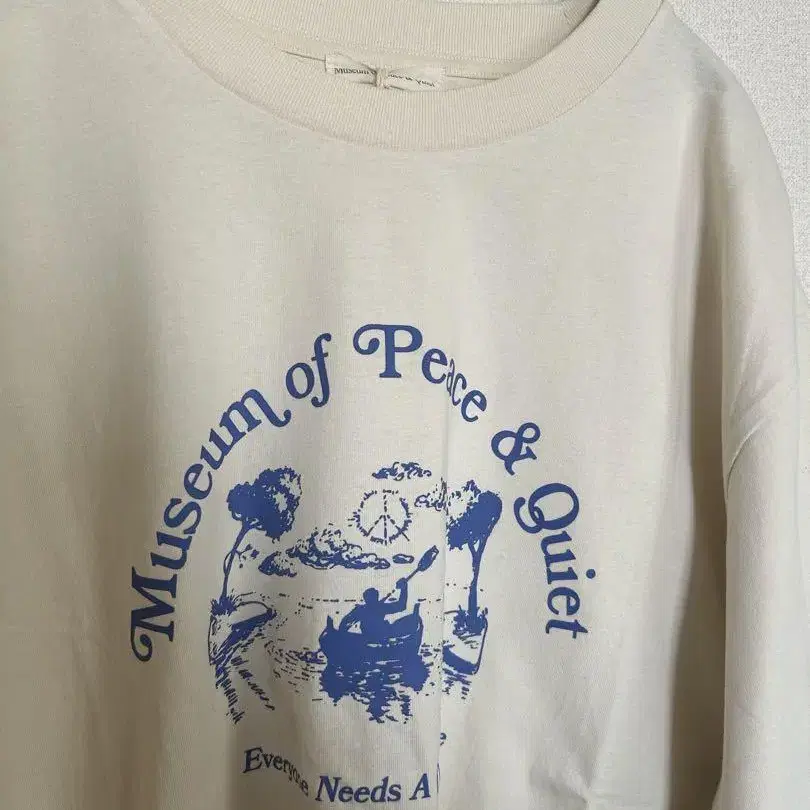 Museum of Peace & Quiet
Everyone Needs A